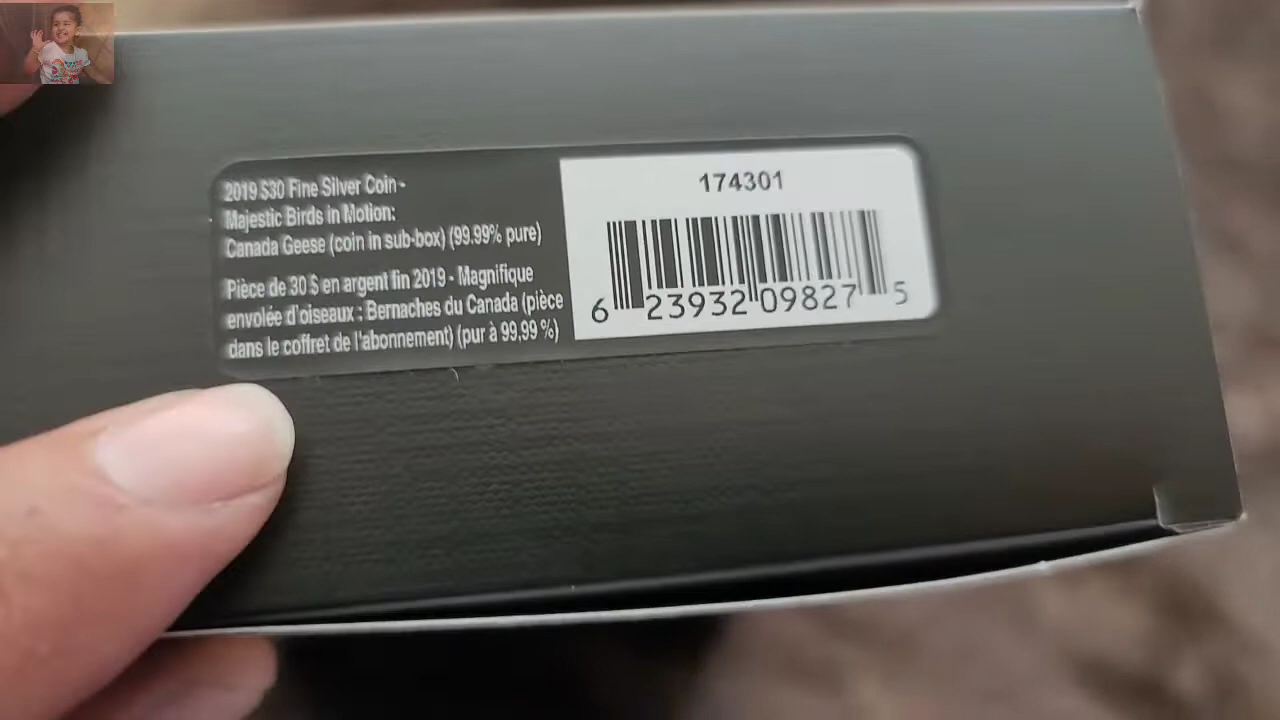 2019 $30 Fine Silver Coin -
Majestic Birds in Motion:
Canada Geese (coin in sub-box) (99.99% pure)
Pièce de 30 $ en argent fin 2019 - Magnifique
envolée d'oiseaux : Bernaches du Canada (pièce
dans le coffret de l'abonnement) (pur à 99,99 %)
174301
6 23932 09827 5